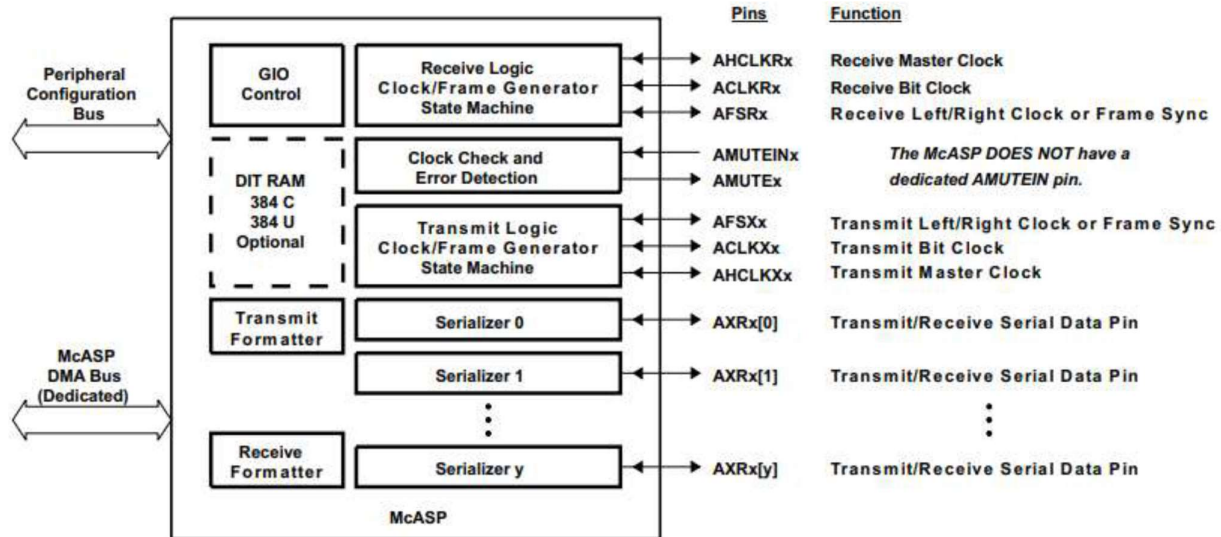 Pins
Function
Peripheral
Configuration
Bus
GIO
Control
Receive Logic
Clock/Frame Generator
State Machine
AHCLKRx
Receive Master Clock
ACLKRx
Receive Bit Clock
AFSRx
Receive Left/Right Clock or Frame Sync
DIT RAM
384 C
384 U
Optional
Clock Check and
Error Detection
AMUTEINx
AMUTEx
The McASP DOES NOT have a
dedicated AMUTEIN pin.
Transmit Logic
Clock/Frame Generator
State Machine
AFSXx
Transmit Left/Right Clock or Frame Sync
ACLKXx
Transmit Bit Clock
AHCLKXx
Transmit Master Clock
McASP
DMA Bus
(Dedicated)
Transmit
Formatter
Serializer 0
AXRx[0]
Transmit/Receive Serial Data Pin
Serializer 1
AXRx[1]
Transmit/Receive Serial Data Pin
Receive
Formatter
Serializer y
AXRx[y]
Transmit/Receive Serial Data Pin
McASP